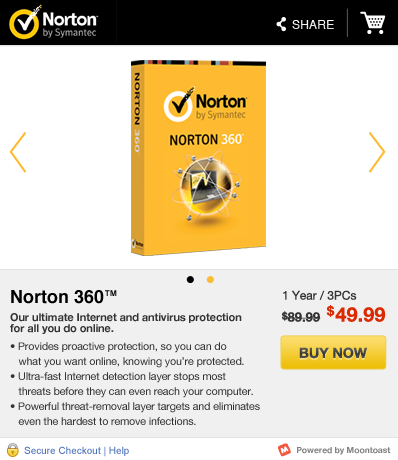 Norton
by Symantec
SHARE
Norton
by Symantec
NORTON 360
NORTON 360
Norton
Norton 360™
Our ultimate Internet and antivirus protection
for all you do online.
• Provides proactive protection, so you can do
what you want online, knowing you're protected.
• Ultra-fast Internet detection layer stops most
threats before they can even reach your computer.
• Powerful threat-removal layer targets and eliminates
even the hardest to remove infections.
1 Year / 3PCs
$89.99 $49.99
BUY NOW
Secure Checkout | Help
Powered by Moontoast